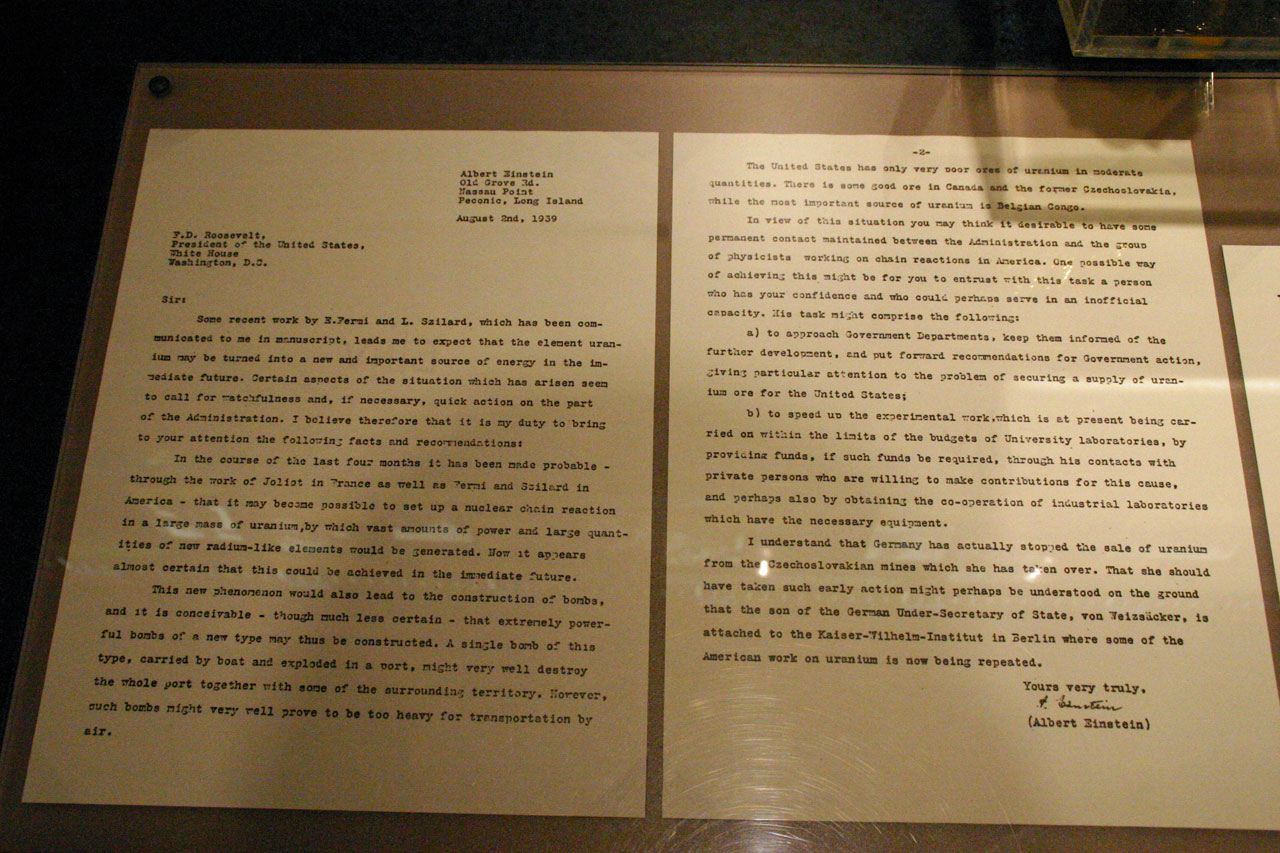 Albert Einstein
Old Grove Rd.
Nassau Point
Peconic, Long Island
August 2nd, 1939
F.D. Roosevelt,
President of the United States,
White House
Washington, D.C.
Sir:
Some recent work by E.Fermi and L. Szilard, which has been com-
municated to me in manuscript, leads me to expect that the element uran-
ium may be turned into a new and important source of energy in the im-
mediate future. Certain aspects of the situation which has arisen seem
to call for watchfulness and, if necessary, quick action on the part
of the Administration. I believe therefore that it is my duty to bring
to your attention the following facts and recommendations:
In the course of the last four months it has been made probable -
through the work of Joliot in France as well as Fermi and Szilard in
America - that it may become possible to set up a nuclear chain reaction
in a large mass of uranium,by which vast amounts of power and large quant-
ities of new radium-like elements would be generated. Now it appears
almost certain that this could be achieved in the immediate future.
This new phenomenon would also lead to the construction of bombs,
and it is conceivable - though much less certain - that extremely power-
ful bombs of a new type may thus be constructed. A single bomb of this
type, carried by boat and exploded in a port, might very well destroy
the whole port together with some of the surrounding territory. However,
such bombs might very well prove to be too heavy for transportation by
air.
-2-
The United States has only very poor ores of uranium in moderate
quantities. There is some good ore in Canada and the former Czechoslovakia,
while the most important source of uranium is Belgian Congo.
In view of this situation you may think it desirable to have some
permanent contact maintained between the Administration and the group
of physicists working on chain reactions in America. One possible way
of achieving this might be for you to entrust with this task a person
who has your confidence and who could perhaps serve in an inofficial
capacity. His task might comprise the following:
a) to approach Government Departments, keep them informed of the
further development, and put forward recommendations for Government action,
giving particular attention to the problem of securing a supply of uran-
ium ore for the United States;
b) to speed up the experimental work,which is at present being car-
ried on within the limits of the budgets of University laboratories, by
providing funds, if such funds be required, through his contacts with
private persons who are willing to make contributions for this cause,
and perhaps also by obtaining the co-operation of industrial laboratories
which have the necessary equipment.
I understand that Germany has actually stopped the sale of uranium
from the Czechoslovakian mines which she has taken over. That she should
have taken such early action might perhaps be understood on the ground
that the son of the German Under-Secretary of State, von Weizsäcker, is
attached to the Kaiser-Wilhelm-Institut in Berlin where some of the
American work on uranium is now being repeated.
Yours very truly,
A. Einstein
(Albert Einstein)